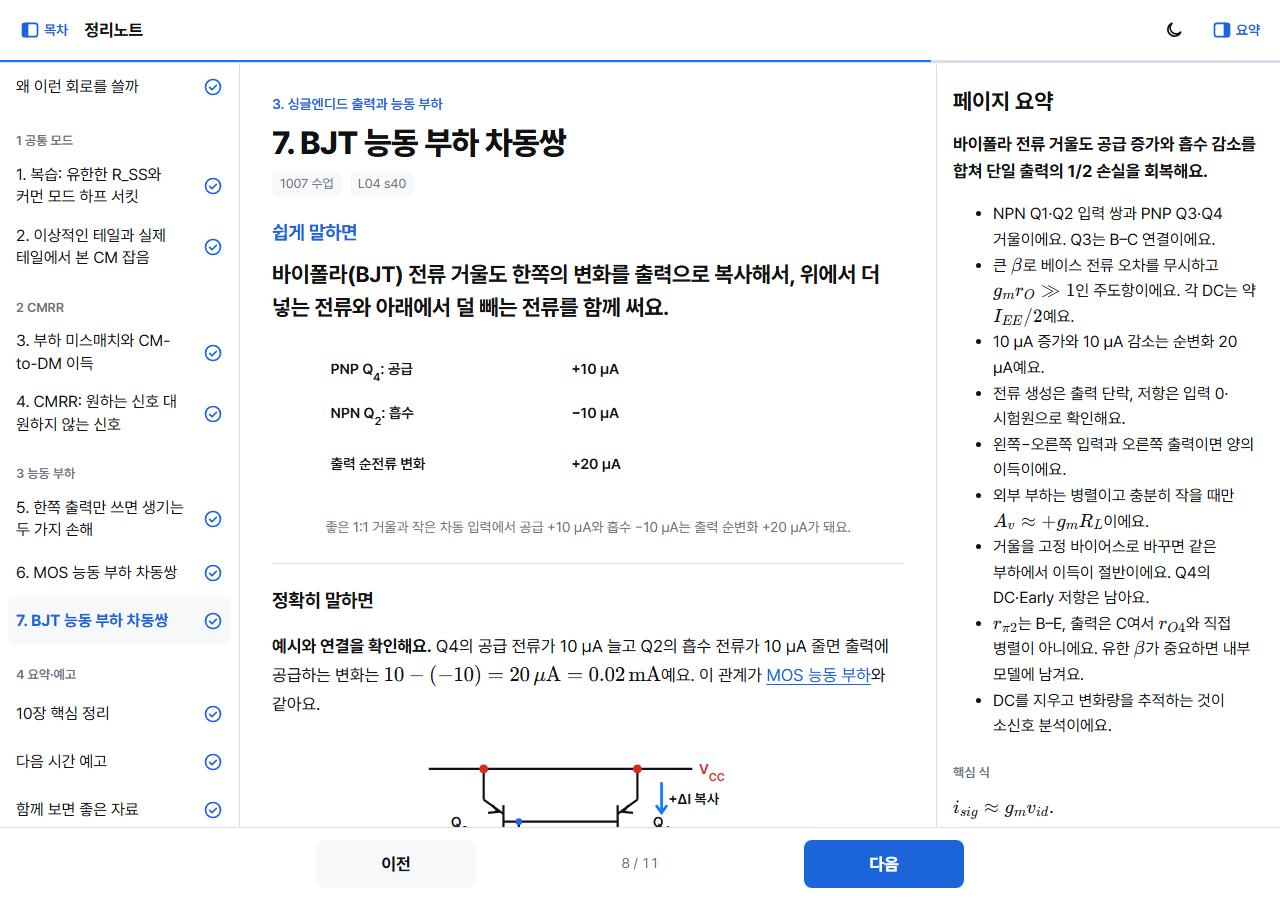 목차
정리노트
요약
왜 이런 회로를 쓸까
1 공통 모드
1. 복습: 유한한 R_SS와
커먼 모드 하프 서킷
2. 이상적인 테일과 실제
테일에서 본 CM 잡음
2 CMRR
3. 부하 미스매치와 CM-
to-DM 이득
4. CMRR: 원하는 신호 대
원하지 않는 신호
3 능동 부하
5. 한쪽 출력만 쓰면 생기는
두 가지 손해
6. MOS 능동 부하 차동쌍
7. BJT 능동 부하 차동쌍
4 요약·예고
10장 핵심 정리
다음 시간 예고
함께 보면 좋은 자료
3. 싱글엔디드 출력과 능동 부하
7. BJT 능동 부하 차동쌍
1007 수업
L04 s40
쉽게 말하면
바이폴라(BJT) 전류 거울도 한쪽의 변화를 출력으로 복사해서, 위에서 더
넣는 전류와 아래에서 덜 빼는 전류를 함께 써요.
PNP Q4: 공급 +10 μA
NPN Q2: 흡수 −10 μA
출력 순전류 변화 +20 μA
좋은 1:1 거울과 작은 차동 입력에서 공급 +10 μA와 흡수 −10 μA는 출력 순변화 +20 μA가 돼요.
정확히 말하면
예시와 연결을 확인해요. Q4의 공급 전류가 10 μA 늘고 Q2의 흡수 전류가 10 μA 줄면 출력에
공급하는 변화는 10 − (−10) = 20 μA = 0.02 mA예요. 이 관계가 MOS 능동 부하와
같아요.
VCC
+ΔI 복사
페이지 요약
바이폴라 전류 거울도 공급 증가와 흡수 감소를
합쳐 단일 출력의 1/2 손실을 회복해요.
• NPN Q1·Q2 입력 쌍과 PNP Q3·Q4
거울이에요. Q3는 B–C 연결이에요.
• 큰 β로 베이스 전류 오차를 무시하고
gmrO ≫ 1인 주도항이에요. 각 DC는 약
IEE/2예요.
• 10 μA 증가와 10 μA 감소는 순변화 20
μA예요.
• 전류 생성은 출력 단락, 저항은 입력 0·
시험원으로 확인해요.
• 왼쪽−오른쪽 입력과 오른쪽 출력이면 양의
이득이에요.
• 외부 부하는 병렬이고 충분히 작을 때만
Av ≈ +gmRL이에요.
• 거울을 고정 바이어스로 바꾸면 같은
부하에서 이득이 절반이에요. Q4의
DC·Early 저항은 남아요.
• rπ2는 B–E, 출력은 C여서 rO4와 직접
병렬이 아니에요. 유한 β가 중요하면 내부
모델에 남겨요.
• DC를 지우고 변화량을 추적하는 것이
소신호 분석이에요.
핵심 식
isig ≈ gmvid.
이전
8 / 11
다음